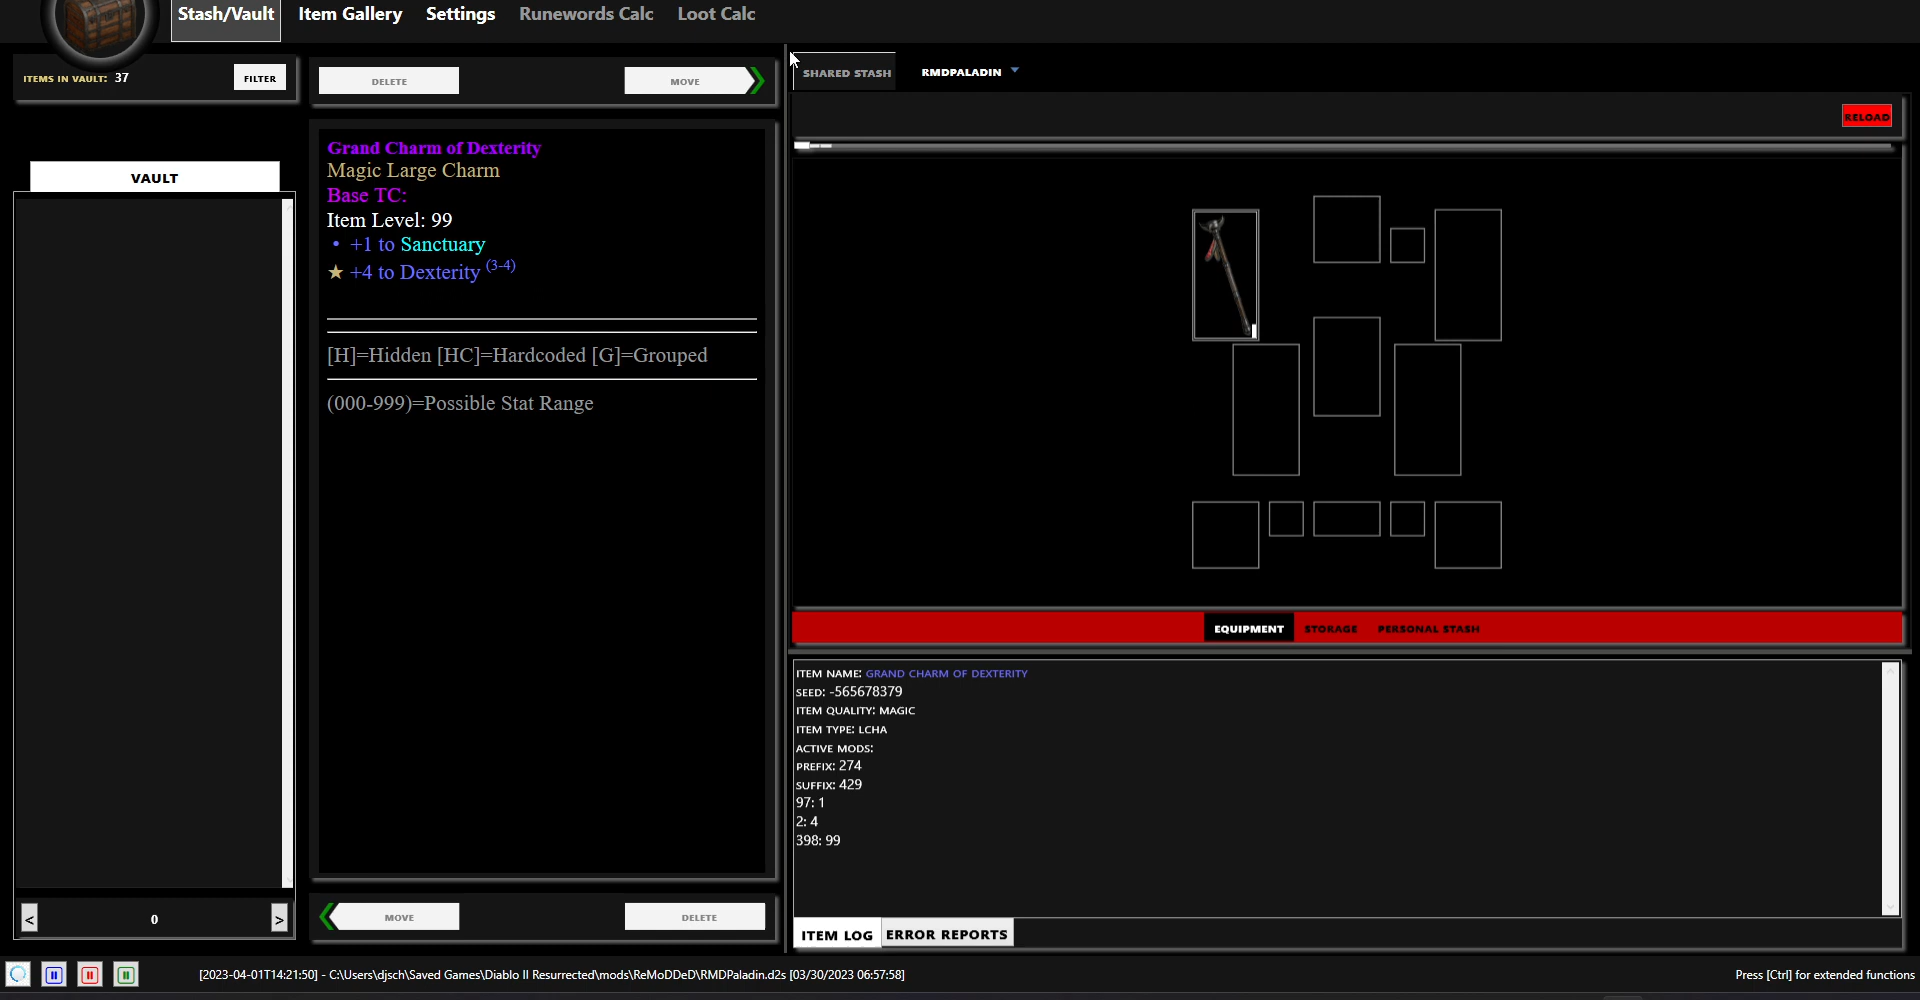 Stash/Vault Item Gallery Settings Runewords Calc Loot Calc
ITEMS IN VAULT: 37
FILTER
DELETE
MOVE
SHARED STASH
RMDPALADIN
RELOAD
VAULT
Grand Charm of Dexterity
Magic Large Charm
Base TC:
Item Level: 99
• +1 to Sanctuary
★ +4 to Dexterity (3-4)
[H]=Hidden [HC]=Hardcoded [G]=Grouped
(000-999)=Possible Stat Range
EQUIPMENT STORAGE PERSONAL STASH
ITEM NAME: GRAND CHARM OF DEXTERITY
SEED: -565678379
ITEM QUALITY: MAGIC
ITEM TYPE: LCHA
ACTIVE MODS:
PREFIX: 274
SUFFIX: 429
97: 1
2: 4
398: 99
< 0 >
MOVE
DELETE
ITEM LOG ERROR REPORTS
[2023-04-01T14:21:50] - C:\Users\djsch\Saved Games\Diablo II Resurrected\mods\ReMoDDeD\RMDPaladin.d2s [03/30/2023 06:57:58]
Press [Ctrl] for extended functions